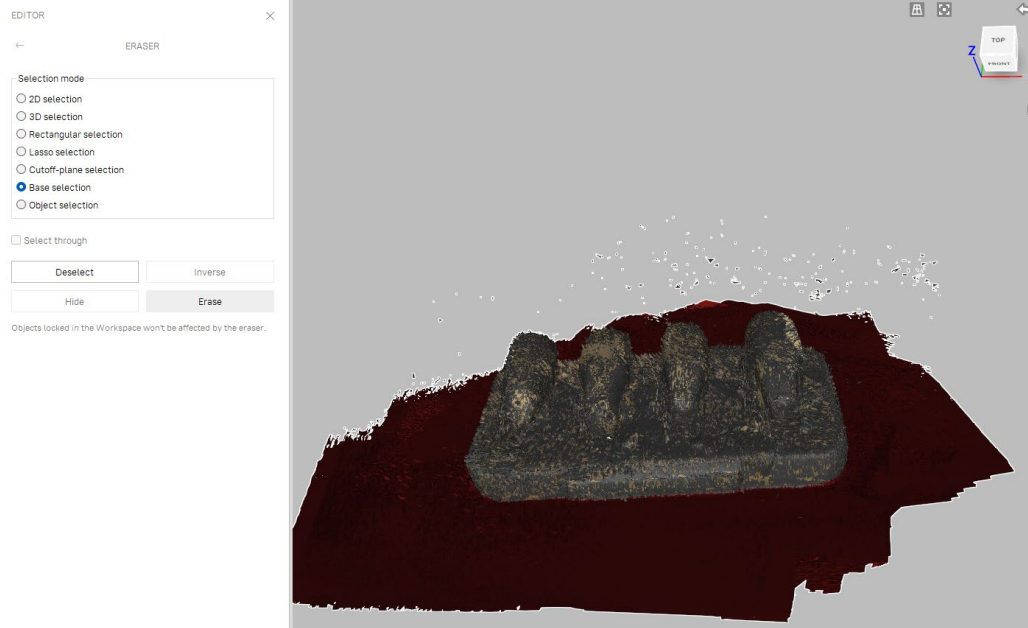 EDITOR
ERASER
Selection mode
2D selection
3D selection
Rectangular selection
Lasso selection
Cutoff-plane selection
Base selection
Object selection
Select through
Deselect
Inverse
Hide
Erase
Objects locked in the Workspace won't be affected by the eraser.
TOP
Z
FRONT